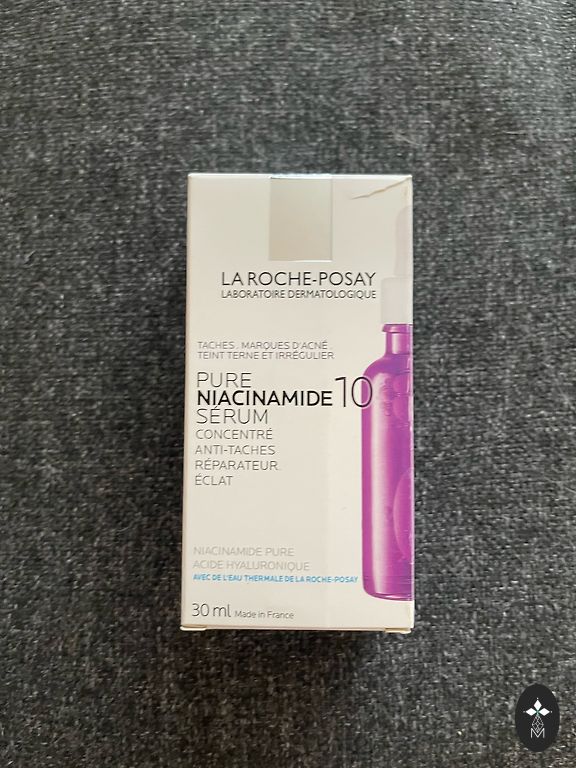 LA ROCHE-POSAY
LABORATOIRE DERMATOLOGIQUE
TACHES . MARQUES D'ACNÉ .
TEINT TERNE ET IRRÉGULIER
PURE
NIACINAMIDE 10
SÉRUM
CONCENTRÉ
ANTI-TACHES
RÉPARATEUR.
ÉCLAT
NIACINAMIDE PURE
ACIDE HYALURONIQUE
AVEC DE L'EAU THERMALE DE LA ROCHE-POSAY
30 ml Made in France
M